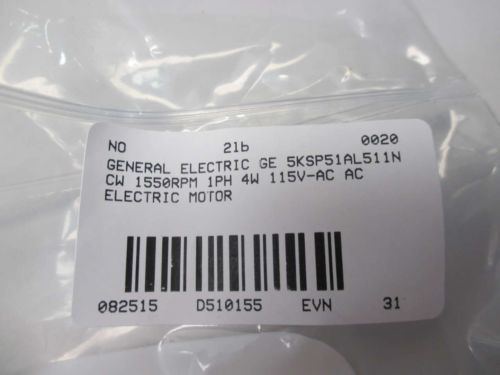 NO 2lb 0020
GENERAL ELECTRIC GE 5KSP51AL511N
CW 1550RPM 1PH 4W 115V-AC AC
ELECTRIC MOTOR
082515 D510155 EVN 31